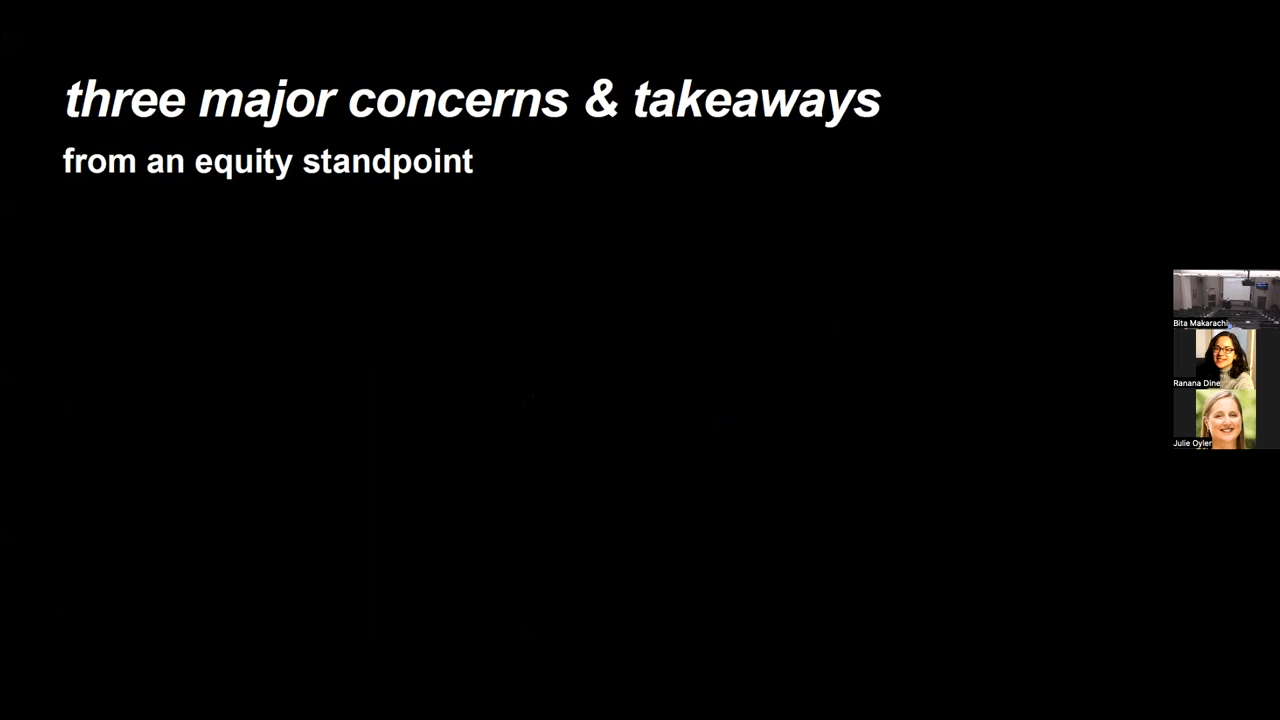 three major concerns & takeaways
from an equity standpoint
Bita Makarachi
Ranana Dine
Julie Oyler